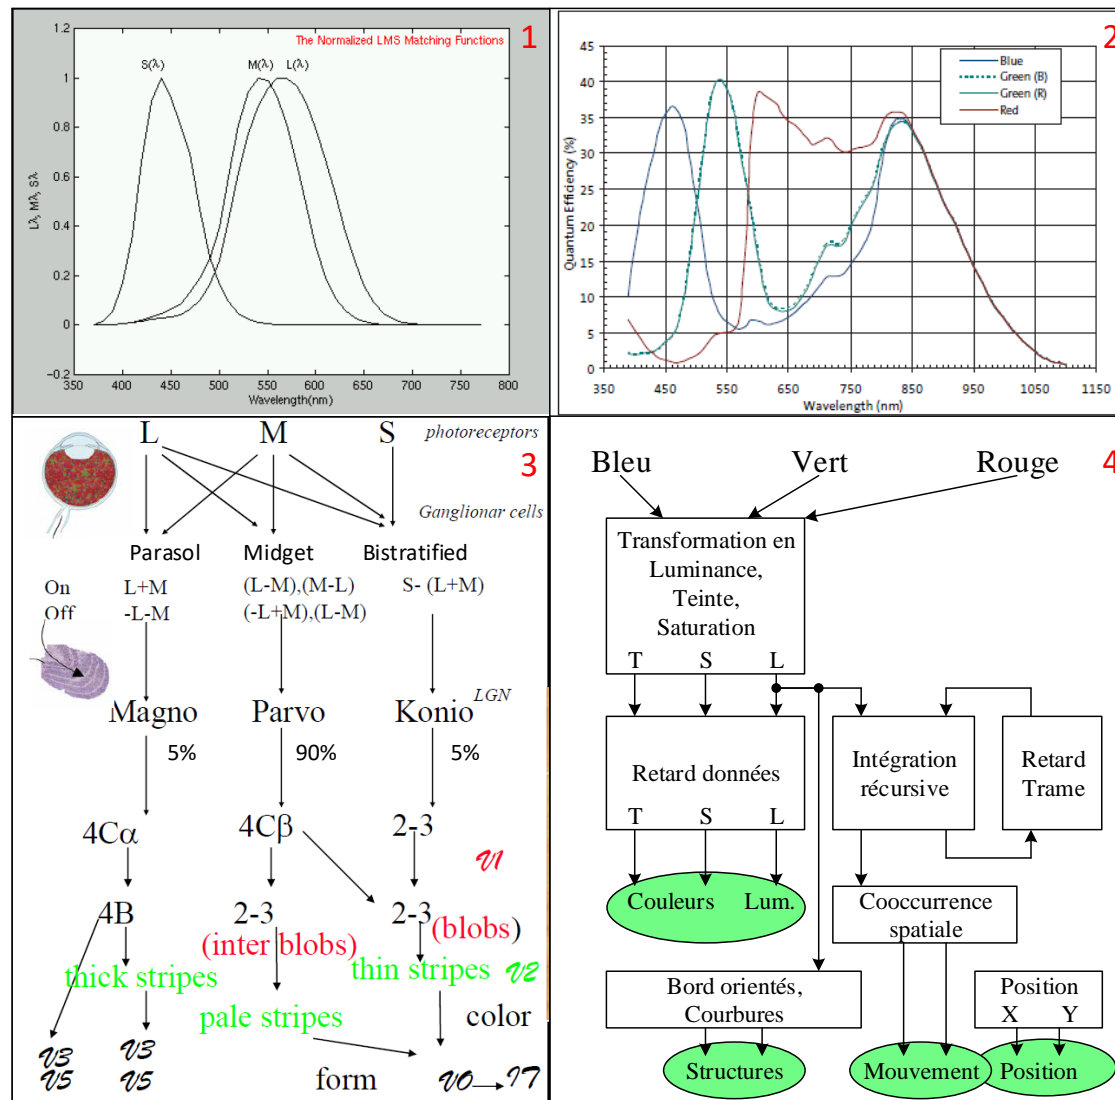 The Normalized LMS Matching Functions
1
S(λ)
M(λ)
L(λ)
1.2
1
0.8
0.6
0.4
0.2
0
-0.2
Lλ, Mλ, Sλ
350 400 450 500 550 600 650 700 750 800
Wavelength(nm)
2
45
40
35
30
25
20
15
10
5
0
Quantum Efficiency (%)
Blue
Green (B)
Green (R)
Red
350 450 550 650 750 850 950 1050 1150
Wavelength (nm)
L M S photoreceptors
3
Ganglionar cells
Parasol Midget Bistratified
On L+M (L-M),(M-L) S- (L+M)
Off -L-M (-L+M),(L-M)
LGN
Magno Parvo Konio
5% 90% 5%
4Cα 4Cβ 2-3
V1
4B 2-3 2-3
(inter blobs) (blobs)
thick stripes thin stripes V2
pale stripes color
V3 V3
V5 V5
form VO IT
Bleu Vert Rouge 4
Transformation en
Luminance,
Teinte,
Saturation
T S L
Retard données
T S L
Intégration
récursive
Retard
Trame
Couleurs Lum.
Cooccurrence
spatiale
Bord orientés,
Courbures
Position
X Y
Structures
Mouvement
Position